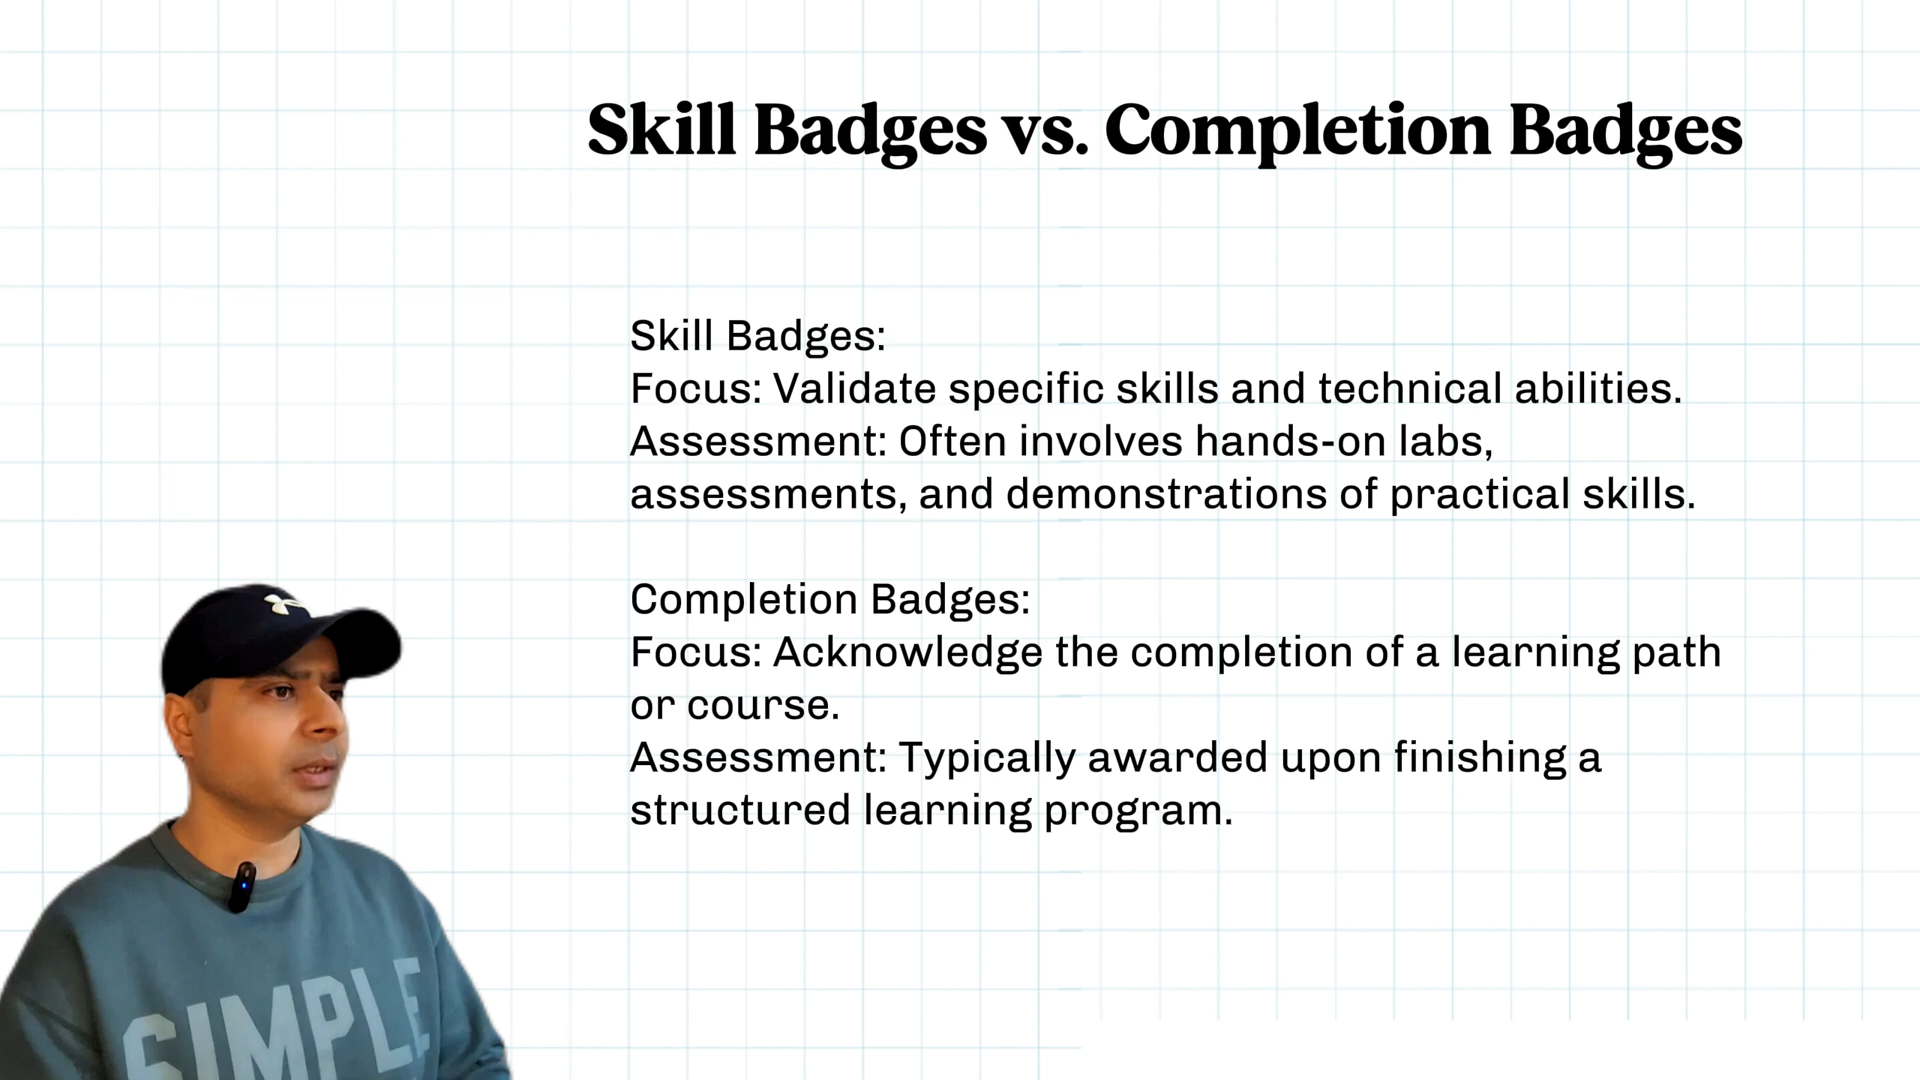 Skill Badges vs. Completion Badges
Skill Badges:
Focus: Validate specific skills and technical abilities.
Assessment: Often involves hands-on labs,
assessments, and demonstrations of practical skills.
Completion Badges:
Focus: Acknowledge the completion of a learning path
or course.
Assessment: Typically awarded upon finishing a
structured learning program.
SIMPLE